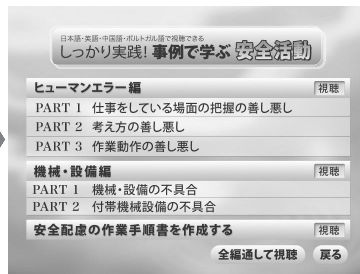 日本語・英語・中国語・ポルトガル語で視聴できる
しっかり実践!事例で学ぶ 安全活動
ヒューマンエラー編 視聴
PART 1 仕事をしている場面の把握の善し悪し
PART 2 考え方の善し悪し
PART 3 作業動作の善し悪し
機械・設備編 視聴
PART 1 機械・設備の不具合
PART 2 付帯機械設備の不具合
安全配慮の作業手順書を作成する 視聴
全編通して視聴 戻る